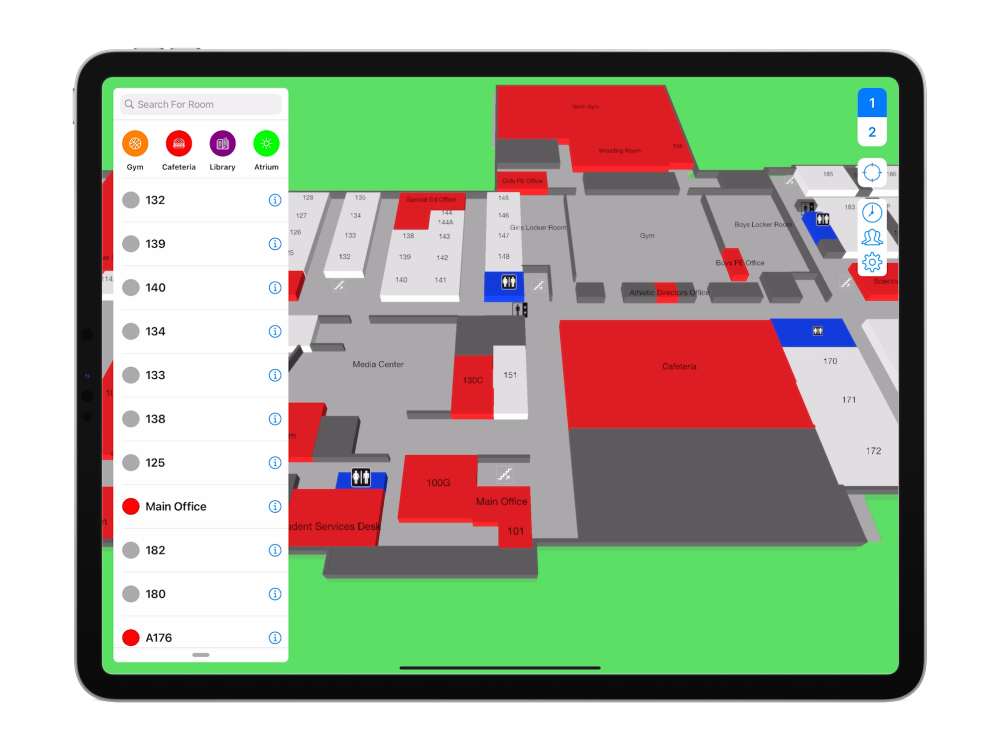 Search For Room
Gym
Cafeteria
Library
Atrium
132
139
140
134
133
138
125
Main Office
182
180
A176
1
2
North Gym
Wrestling Room
Girls PE Office
185
186
128
135
Special Ed Office
145
127
134
144
146
144A
Girls Locker Room
Gym
Boys Locker Room
183
126
133
138
143
147
132
139
142
148
Boys PE Office
140
141
Athletic Directors Office
114
Media Center
130C
151
Cafeteria
170
171
172
100G
Main Office
101
udent Services Desk